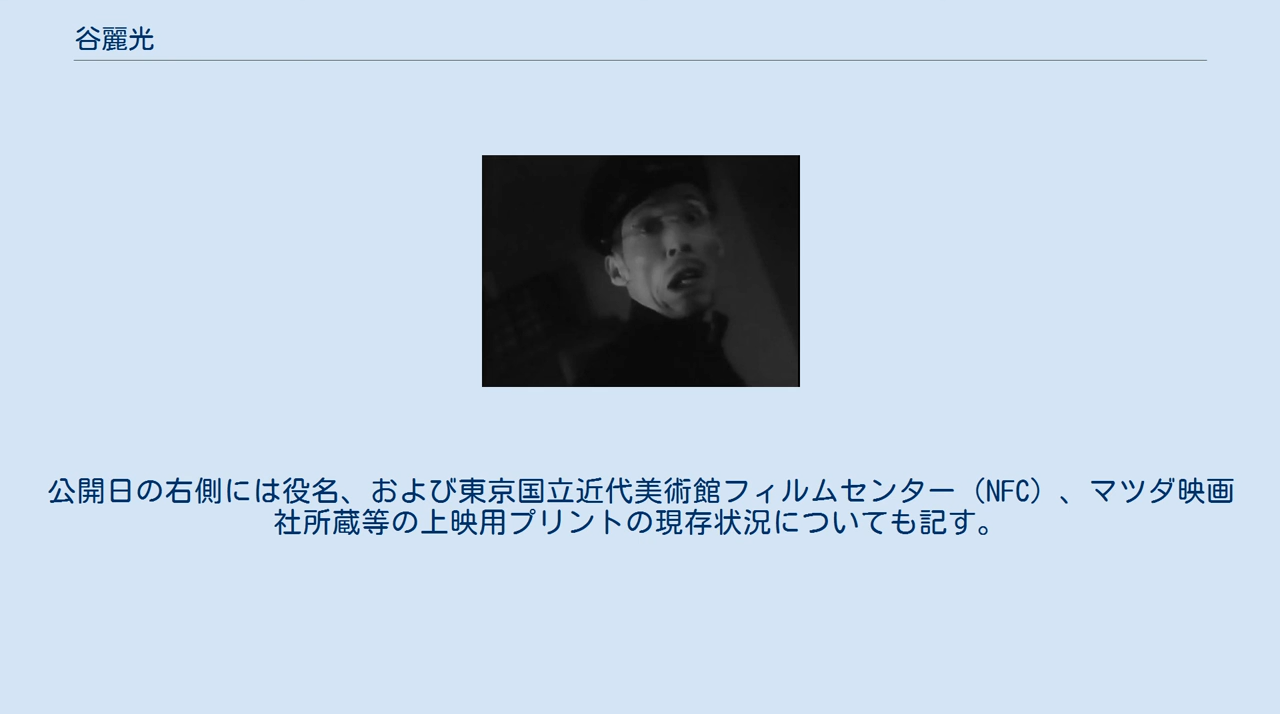 谷麗光
公開日の右側には役名、および東京国立近代美術館フィルムセンター（NFC）、マツダ映画
社所蔵等の上映用プリントの現存状況についても記す。